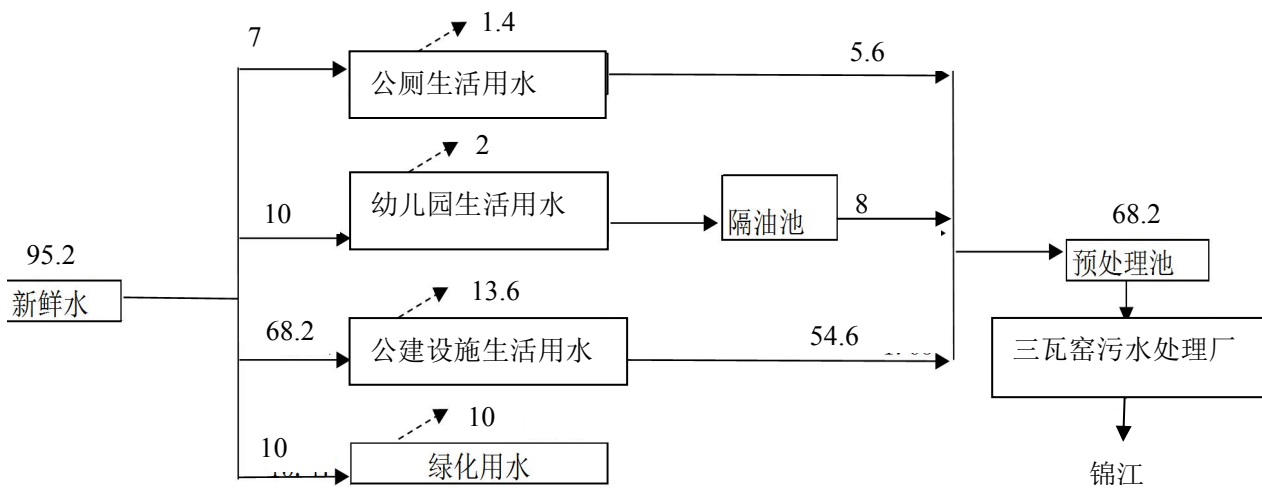 7
1.4
公厕生活用水
5.6
2
幼儿园生活用水
10
隔油池
8
95.2
新鲜水
68.2
预处理池
13.6
68.2
公建设施生活用水
54.6
三瓦窑污水处理厂
10
10
绿化用水
锦江